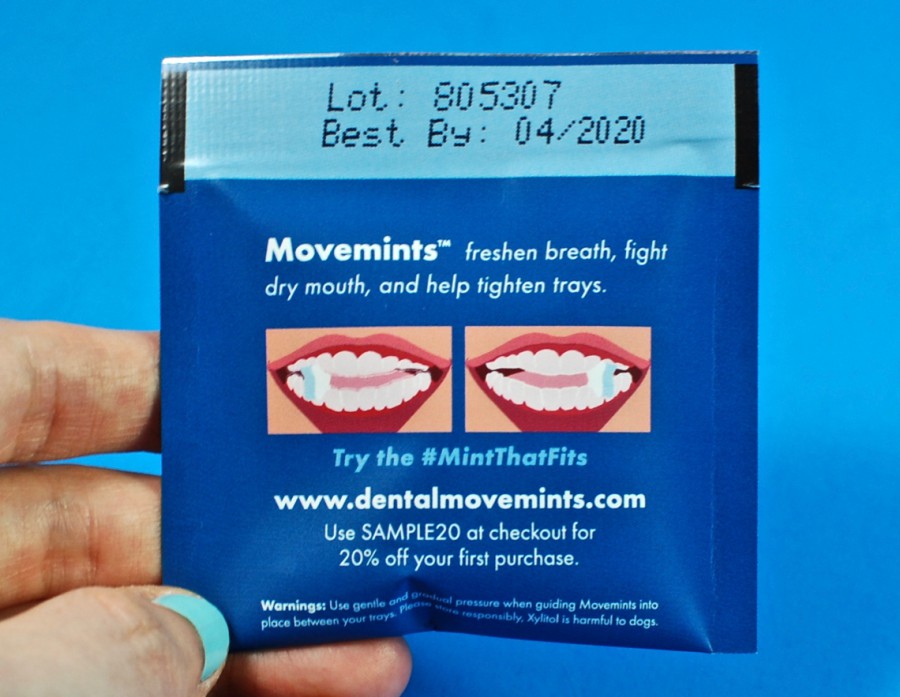 Lot: 805307
Best By: 04/2020
Movemints™ freshen breath, fight
dry mouth, and help tighten trays.
Try the #MintThatFits
www.dentalmovemints.com
Use SAMPLE20 at checkout for
20% off your first purchase.
Warnings: Use gentle and gradual pressure when guiding Movemints into
place between your trays. Please store responsibly. Xylitol is harmful to dogs.